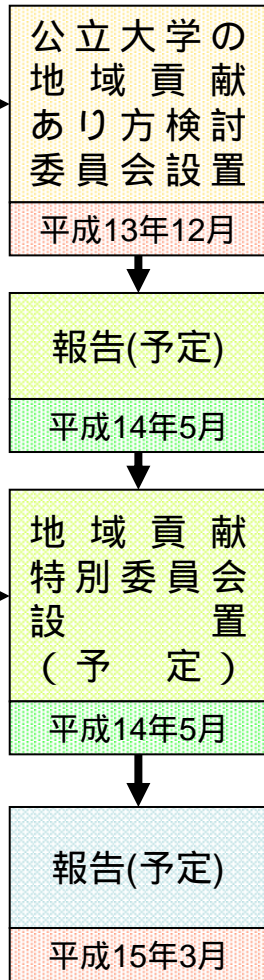 公立大学の
地域貢献
あり方検討
委員会設置
平成13年12月
報告(予定)
平成14年5月
地域貢献
特別委員会
設置
(予定)
平成14年5月
報告(予定)
平成15年3月